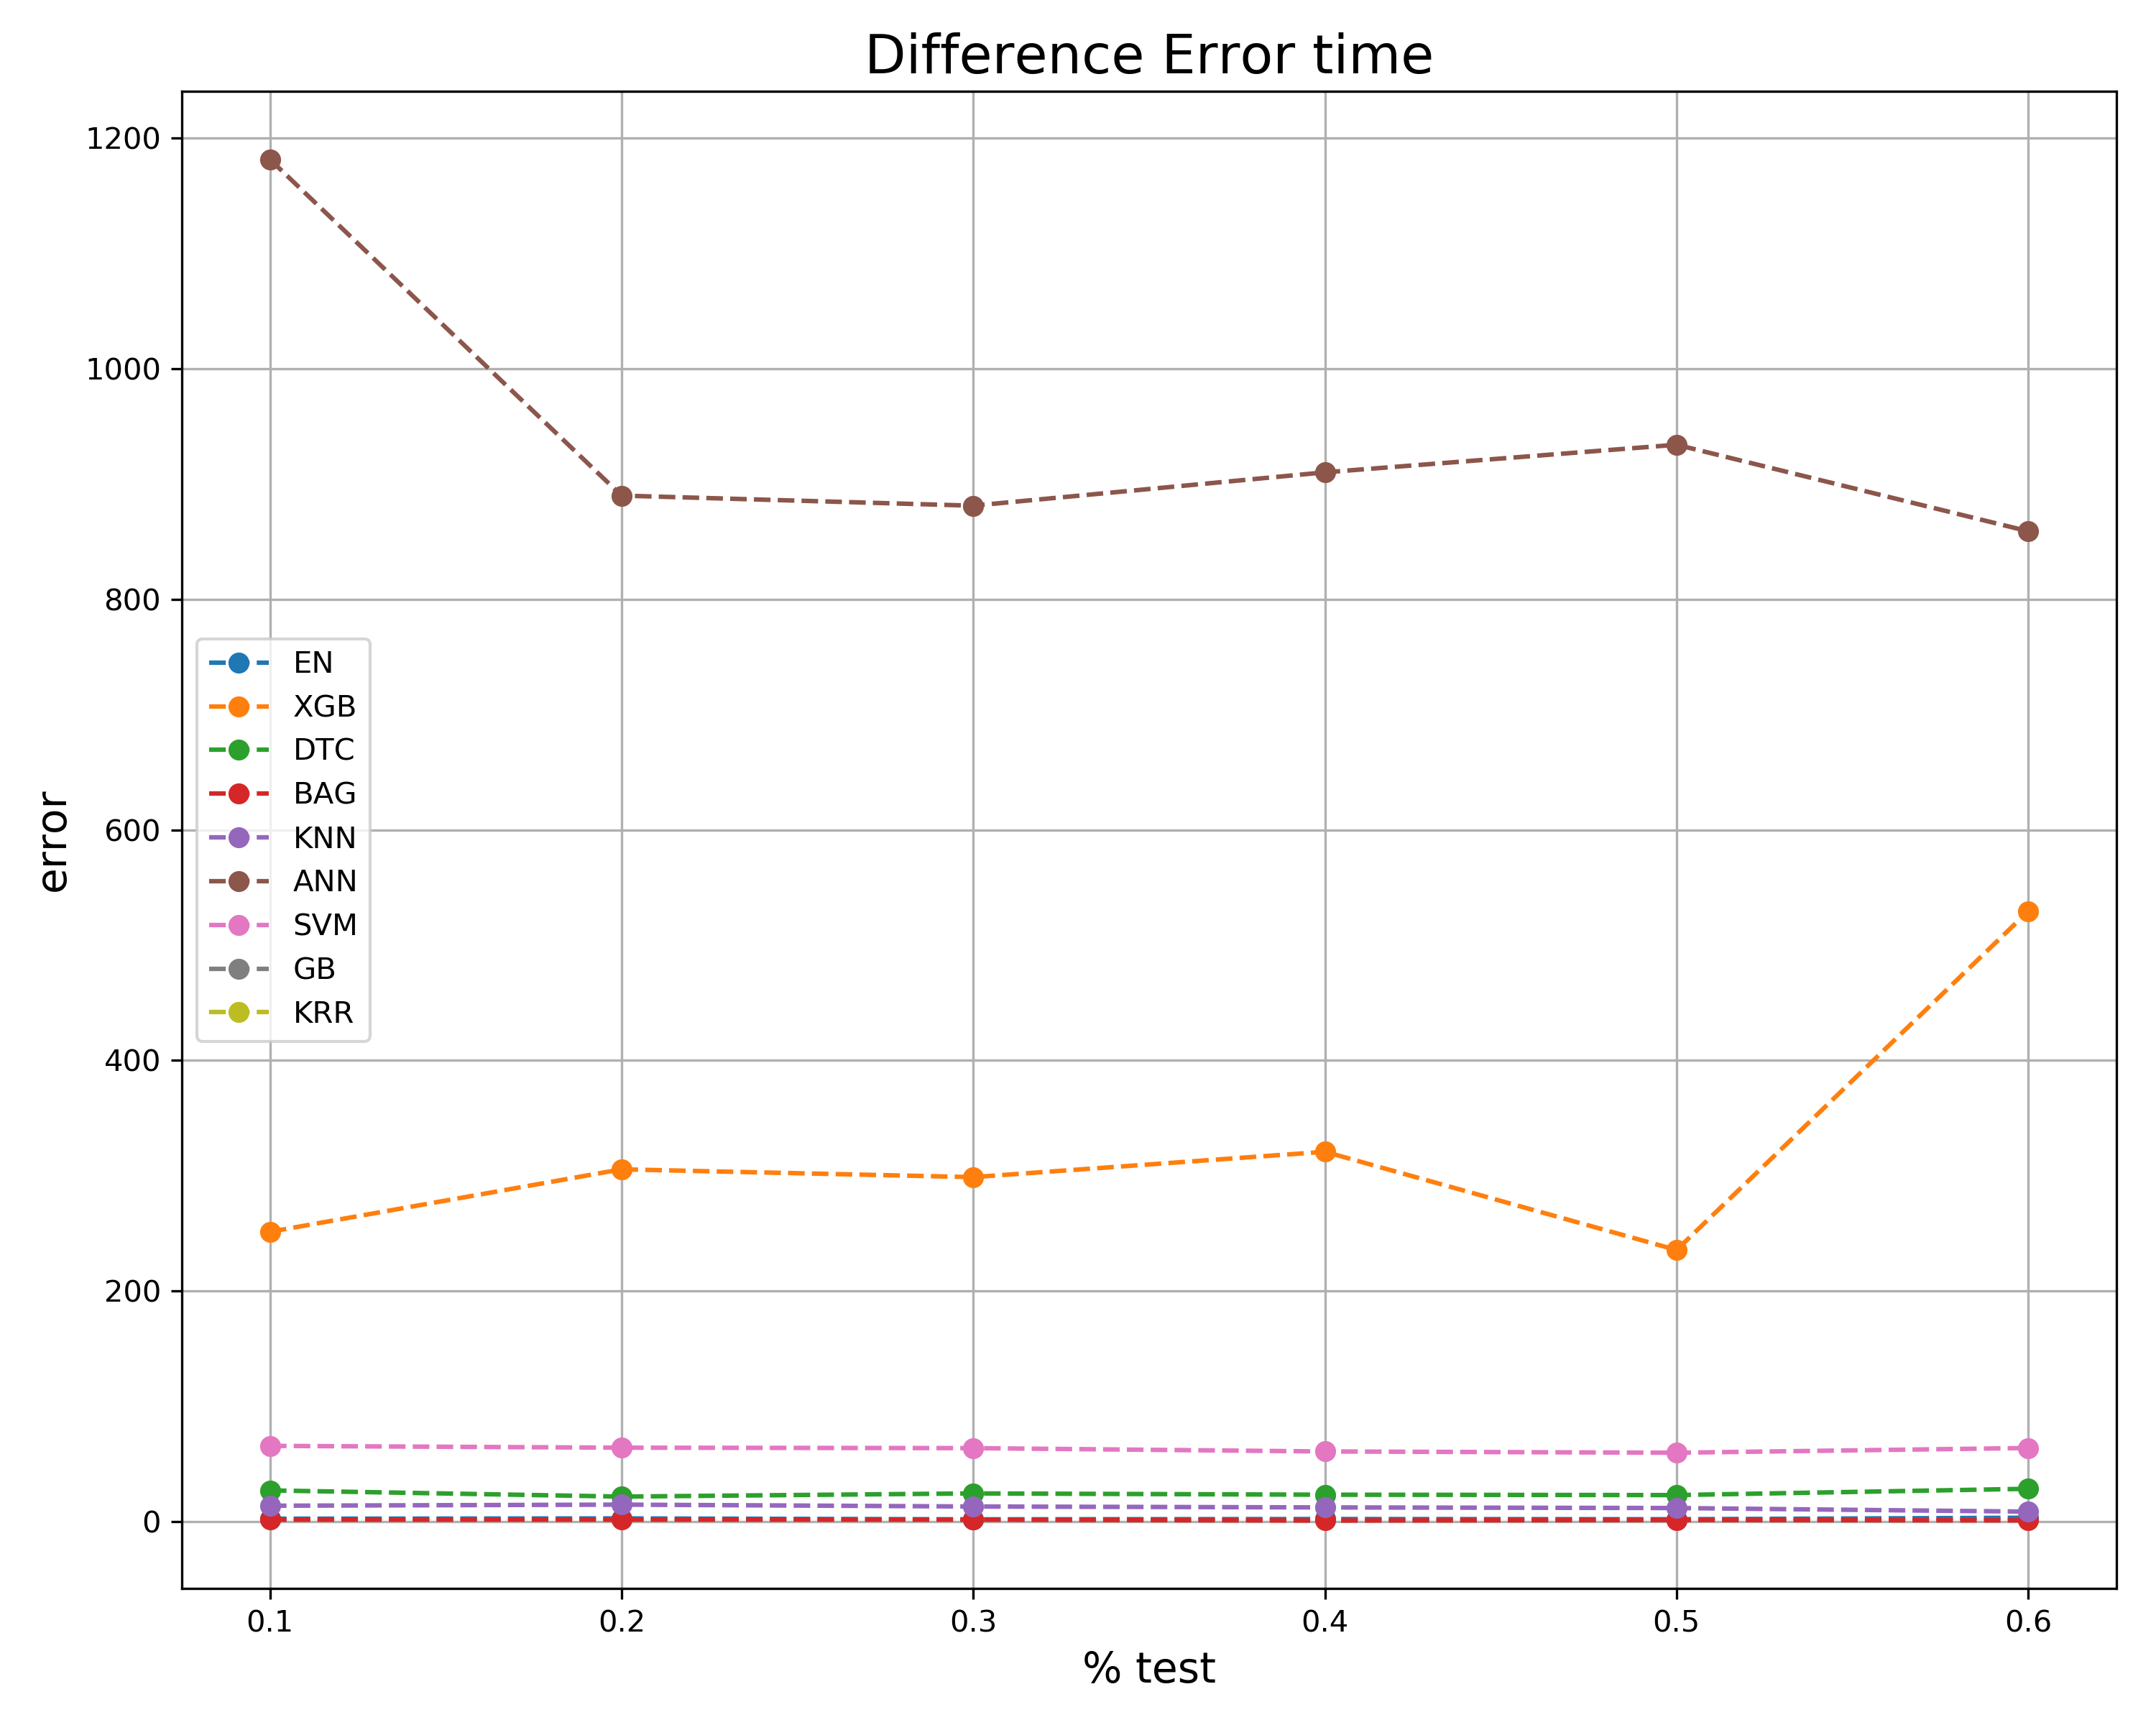 Difference Error time
1200
1000
800
600
400
200
0
error
EN
XGB
DTC
BAG
KNN
ANN
SVM
GB
KRR
0.1 0.2 0.3 0.4 0.5 0.6
% test